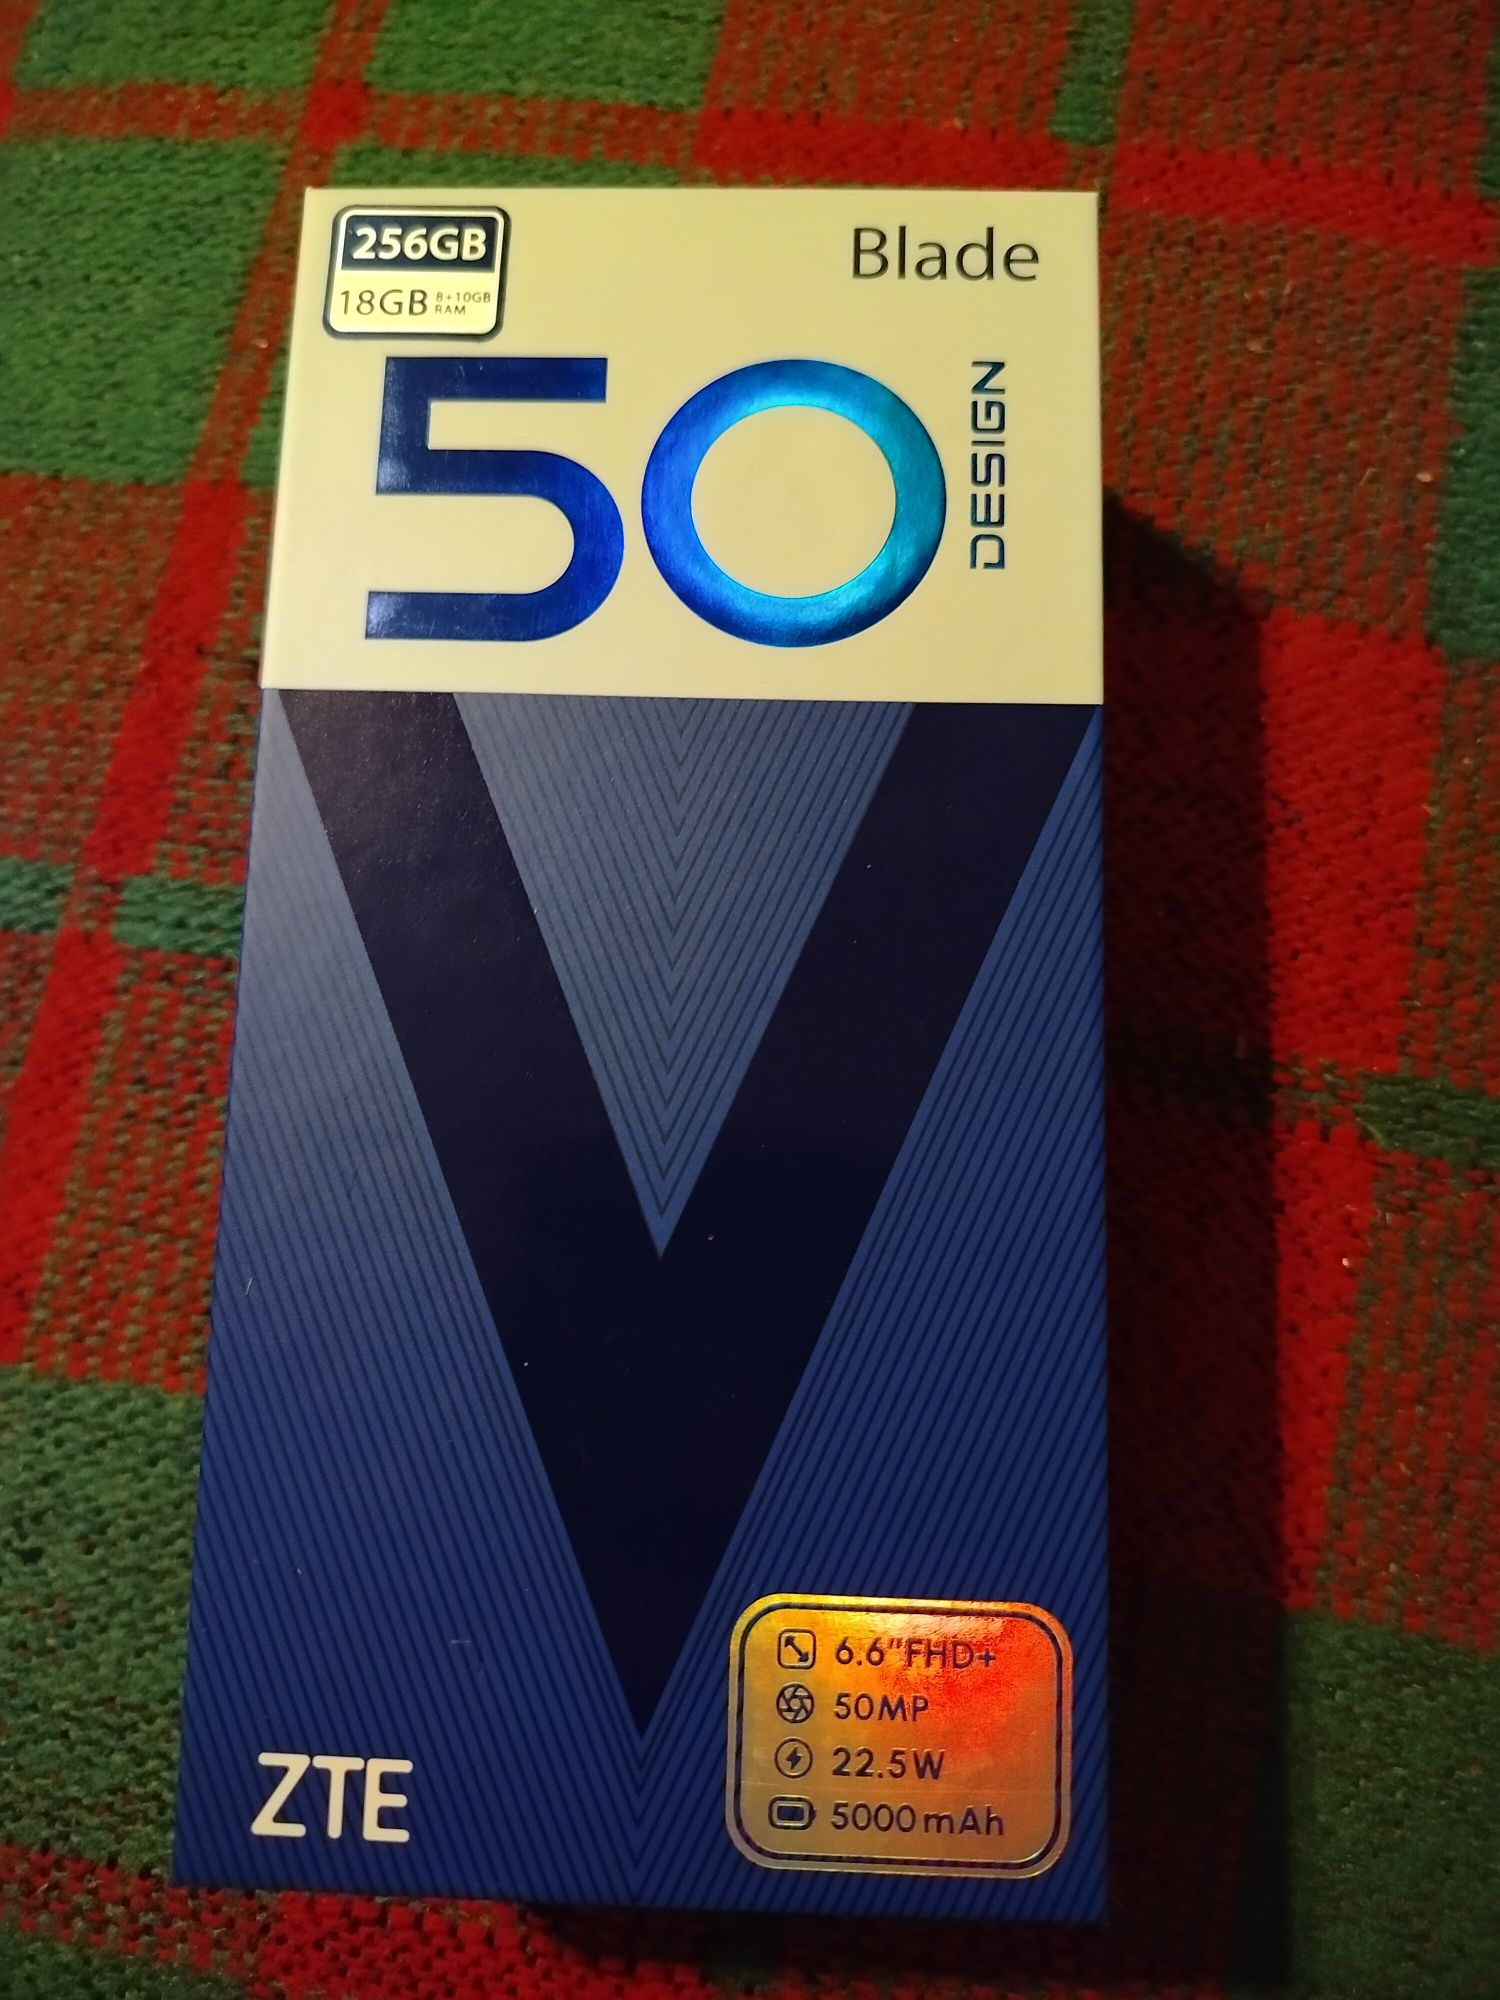 256GB
18GB 8+10GB RAM
Blade
50 DESIGN
V
6.6"FHD+
50MP
22.5W
5000mAh
ZTE